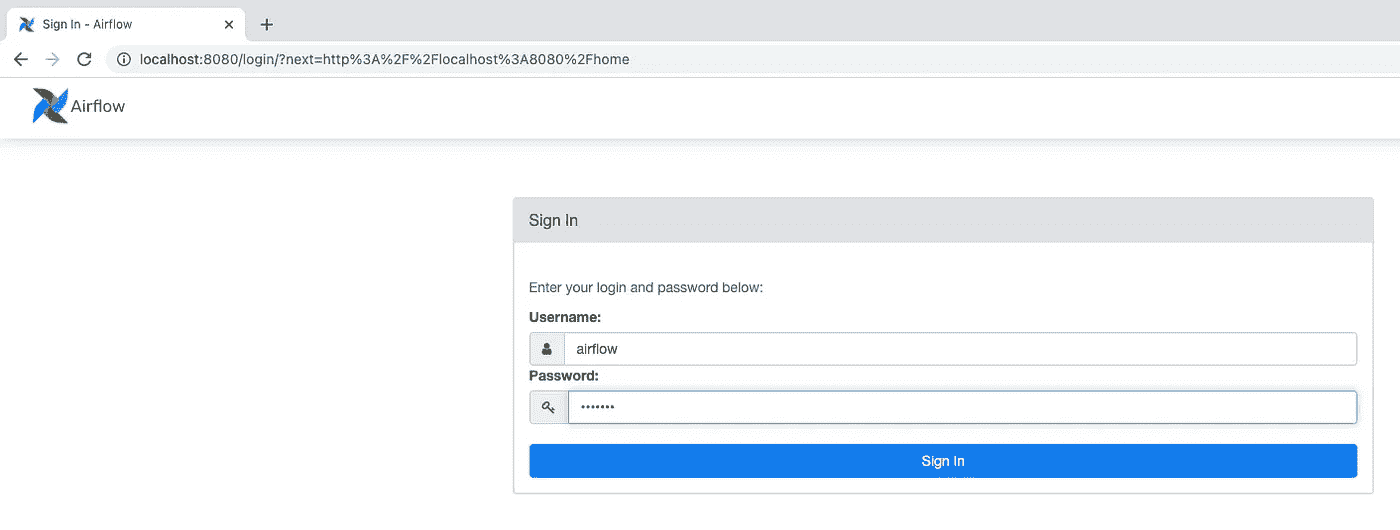 Sign In - Airflow
localhost:8080/login/?next=http%3A%2F%2Flocalhost%3A8080%2Fhome
Airflow
Sign In
Enter your login and password below:
Username:
airflow
Password:
•••••••
Sign In